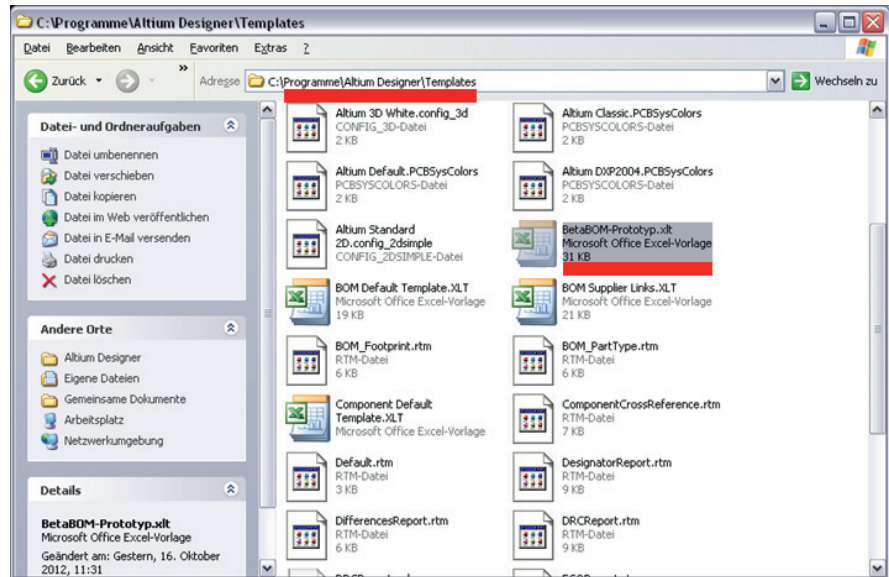 C:\Programme\Altium Designer\Templates
Datei Bearbeiten Ansicht Favoriten Extras ?
Zurück » Adresse C:\Programme\Altium Designer\Templates Wechseln zu
Datei- und Ordneraufgaben
Datei umbenennen
Datei verschieben
Datei kopieren
Datei im Web veröffentlichen
Datei in E-Mail versenden
Datei drucken
Datei löschen
Andere Orte
Altium Designer
Eigene Dateien
Gemeinsame Dokumente
Arbeitsplatz
Netzwerkumgebung
Details
BetaBOM-Prototyp.xlt
Microsoft Office Excel-Vorlage
Geändert am: Gestern, 16. Oktober
2012, 11:31
Altium 3D White.config_3d
CONFIG_3D-Datei
2 KB
Altium Classic.PCBSysColors
PCBSYSCOLORS-Datei
2 KB
Altium Default.PCBSysColors
PCBSYSCOLORS-Datei
2 KB
Altium DXP2004.PCBSysColors
PCBSYSCOLORS-Datei
2 KB
Altium Standard
2D.config_2dsimple
CONFIG_2DSIMPLE-Datei
BetaBOM-Prototyp.xlt
Microsoft Office Excel-Vorlage
31 KB
BOM Default Template.XLT
Microsoft Office Excel-Vorlage
19 KB
BOM Supplier Links.XLT
Microsoft Office Excel-Vorlage
21 KB
BOM_Footprint.rtm
RTM-Datei
6 KB
BOM_PartType.rtm
RTM-Datei
6 KB
Component Default
Template.XLT
Microsoft Office Excel-Vorlage
ComponentCrossReference.rtm
RTM-Datei
7 KB
Default.rtm
RTM-Datei
3 KB
DesignatorReport.rtm
RTM-Datei
9 KB
DifferencesReport.rtm
RTM-Datei
6 KB
DRCReport.rtm
RTM-Datei
9 KB